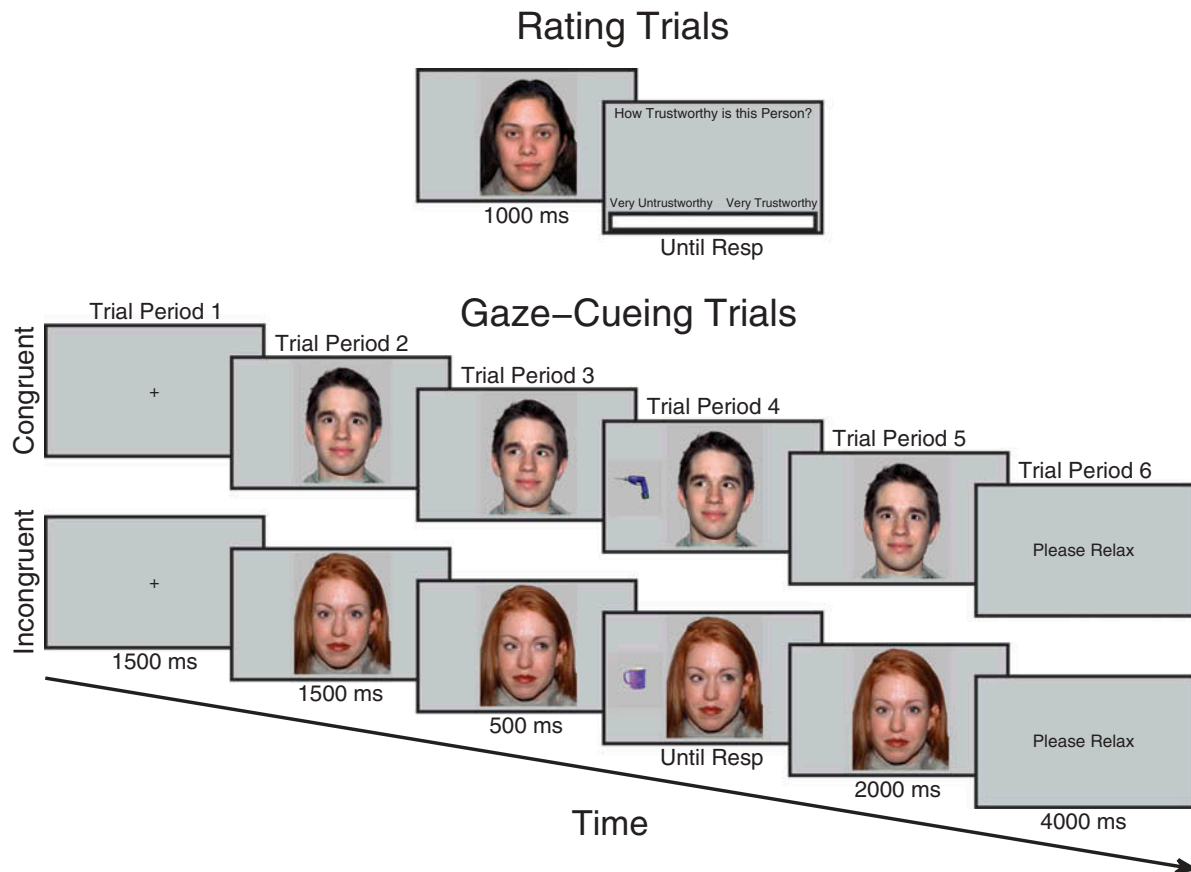 Rating Trials
How Trustworthy is this Person?
Very Untrustworthy Very Trustworthy
1000 ms
Until Resp
Gaze–Cueing Trials
Congruent
Trial Period 1
Trial Period 2
Trial Period 3
Trial Period 4
Trial Period 5
Trial Period 6
+
Please Relax
Incongruent
+
Please Relax
1500 ms
1500 ms
500 ms
Until Resp
2000 ms
4000 ms
Time